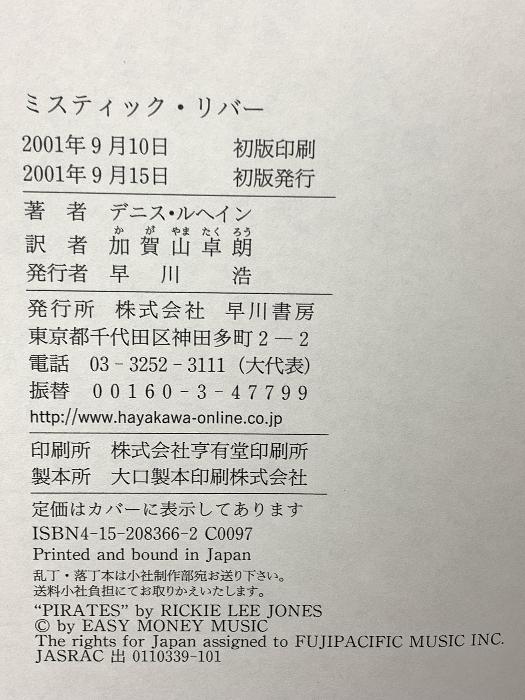 ミスティック・リバー
2001年9月10日 初版印刷
2001年9月15日 初版発行
著者 デニス・ルヘイン
か が やま たく ろう
訳者 加賀山卓朗
発行者 早川 浩
発行所 株式会社 早川書房
東京都千代田区神田多町2-2
電話 03-3252-3111（大代表）
振替 00160-3-47799
http://www.hayakawa-online.co.jp
印刷所 株式会社亨有堂印刷所
製本所 大口製本印刷株式会社
定価はカバーに表示してあります
ISBN4-15-208366-2 C0097
Printed and bound in Japan
乱丁・落丁本は小社制作部宛お送り下さい。
送料小社負担にてお取りかえいたします。
“PIRATES” by RICKIE LEE JONES
© by EASY MONEY MUSIC
The rights for Japan assigned to FUJIPACIFIC MUSIC INC.
JASRAC 出 0110339-101